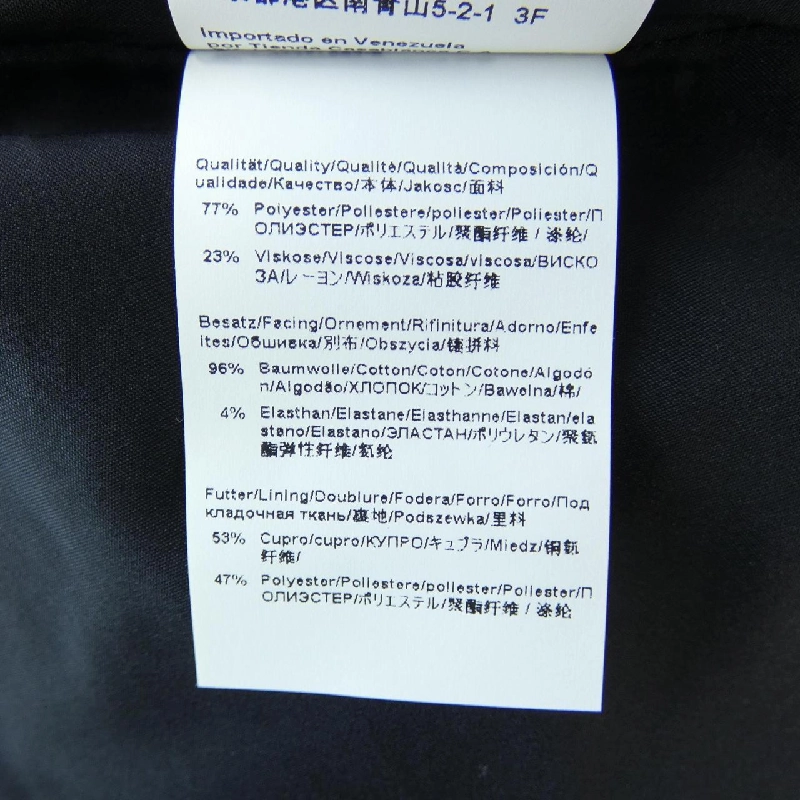 港区南青山5-2-1 3F
Importado en Venezuela
por Tienda Casablanca C.A.
Qualität/Quality/Qualité/Qualità/Composición/Q
ualidade/Качество/本体/Jakosc/面料
77% Polyester/Poliestere/poliester/Poliester/П
ОЛИЭСТЕР/ポリエステル/聚酯纤维 / 涤纶/
23% Viskose/Viscose/Viscosa/viscosa/ВИСКО
ЗА/レーヨン/Wiskoza/粘胶纤维
Besatz/Facing/Ornement/Rifinitura/Adorno/Enfe
ites/Обшивка/別布/Obszycia/镶拼料
96% Baumwolle/Cotton/Coton/Cotone/Algodó
n/Algodão/ХЛОПОК/コットン/Bawelna/棉/
4% Elasthan/Elastane/Elasthanne/Elastan/ela
stano/Elastano/ЭЛАСТАН/ポリウレタン/聚氨
酯弹性纤维/氨纶
Futter/Lining/Doublure/Fodera/Forro/Forro/Под
кладочная ткань/裏地/Podszewka/里料
53% Cupro/cupro/КУПРО/キュプラ/Miedz/铜氨
纤维/
47% Polyester/Poliestere/poliester/Poliester/П
ОЛИЭСТЕР/ポリエステル/聚酯纤维 / 涤纶